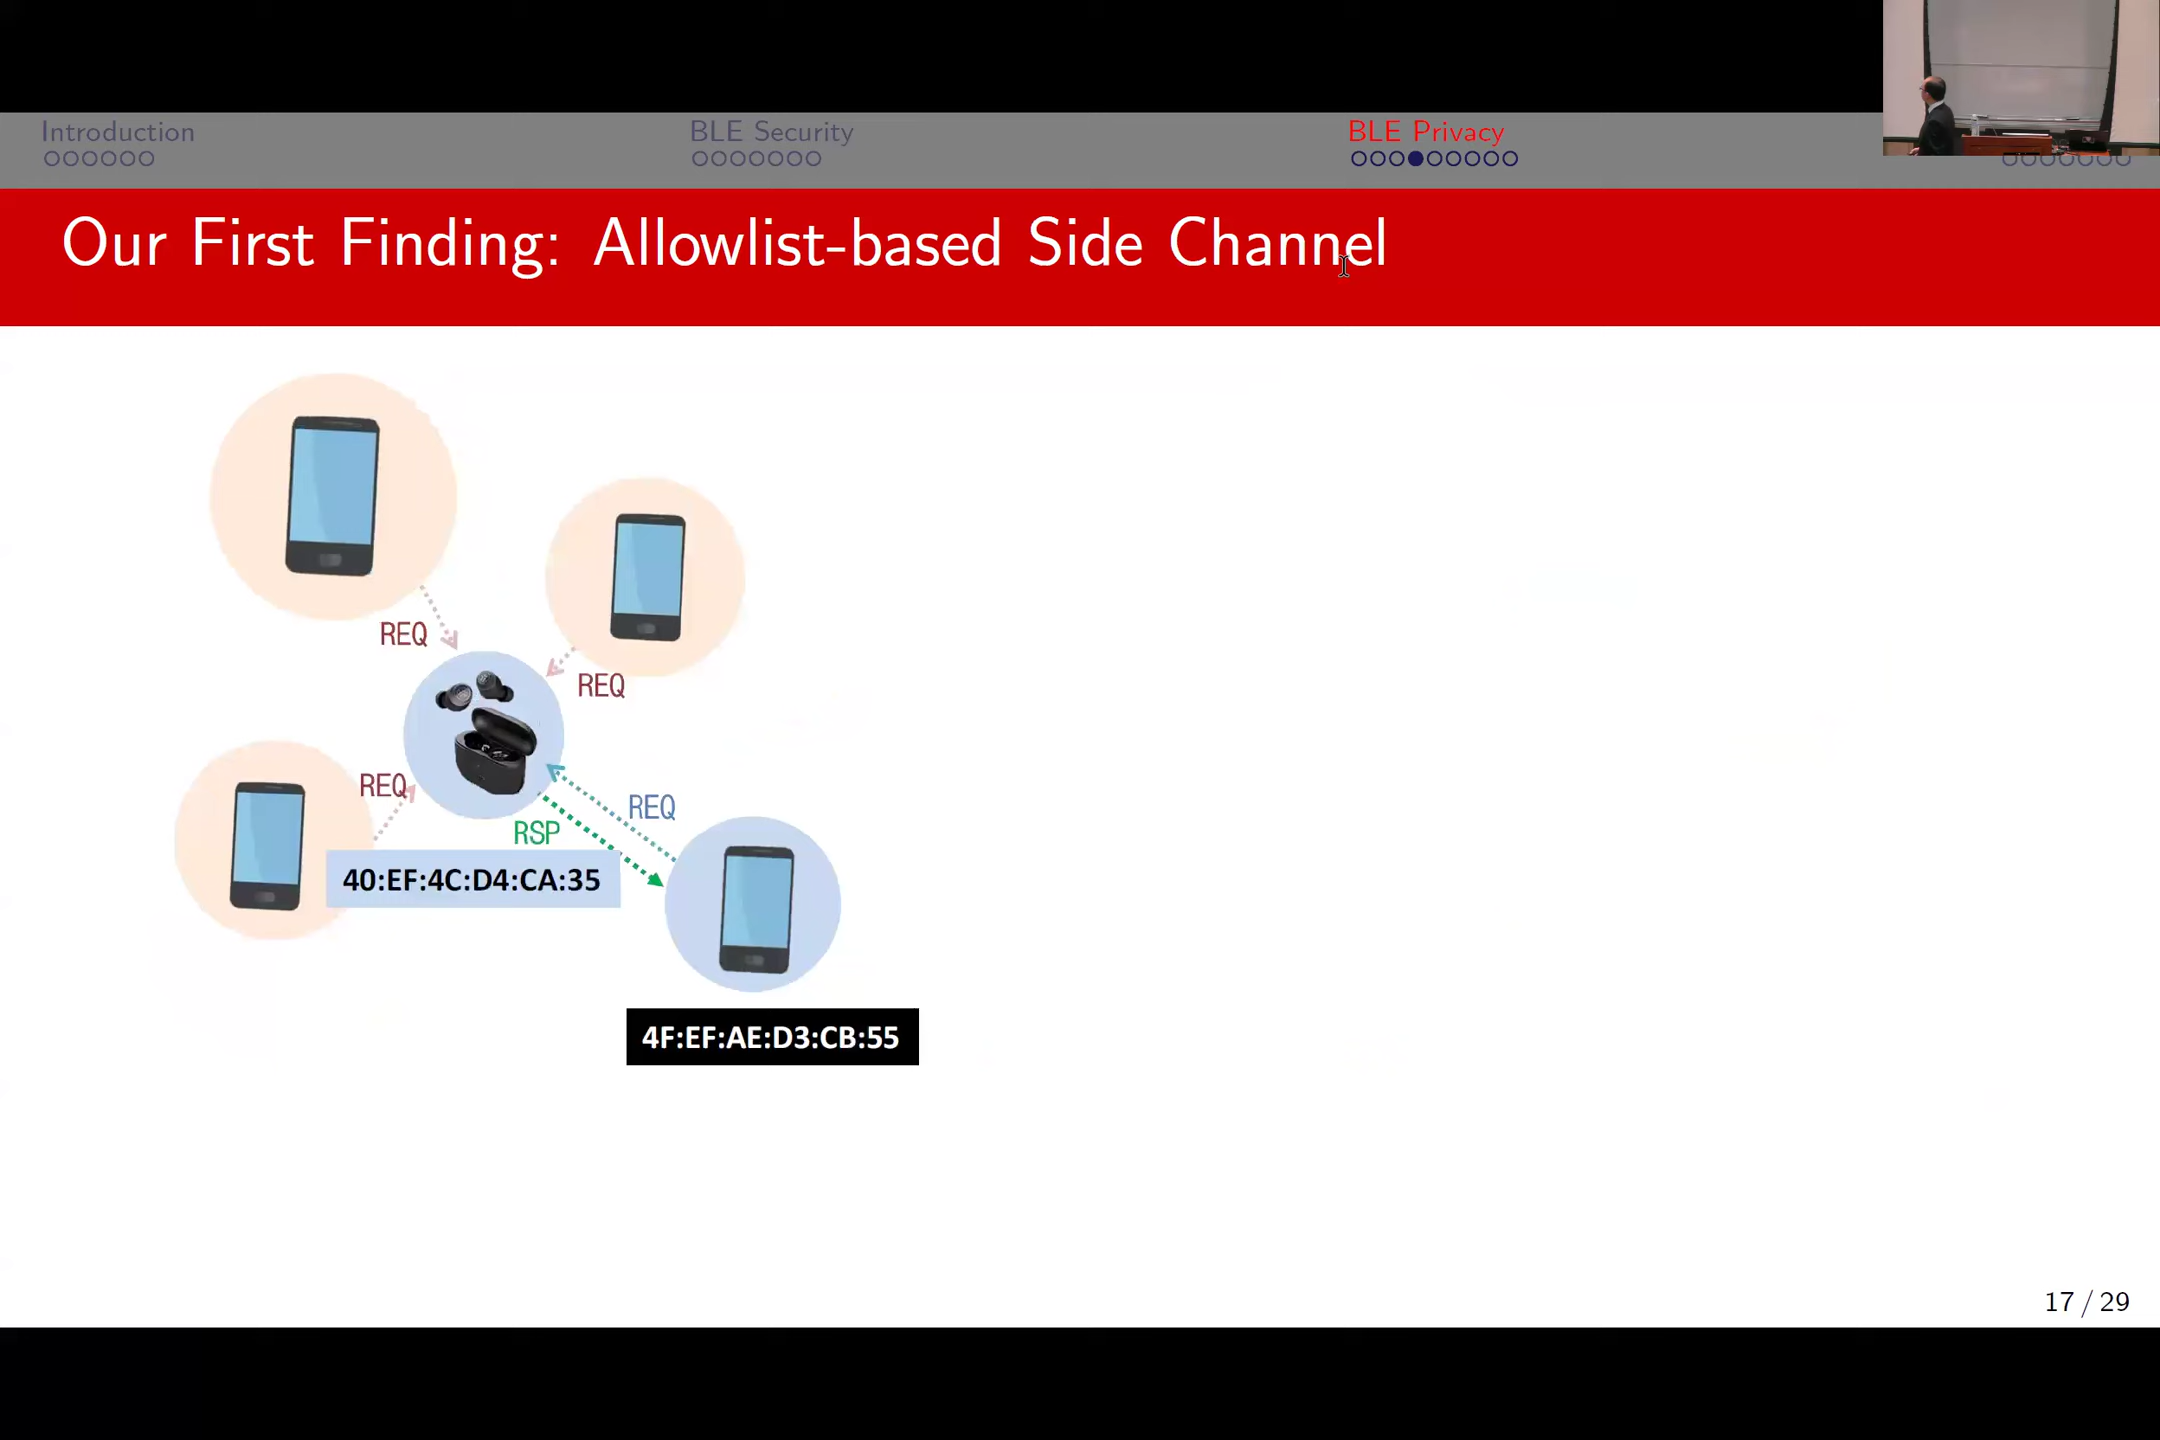 Introduction
BLE Security
BLE Privacy
Our First Finding: Allowlist-based Side Channel
REQ
REQ
REQ
REQ
RSP
40:EF:4C:D4:CA:35
4F:EF:AE:D3:CB:55
17 / 29